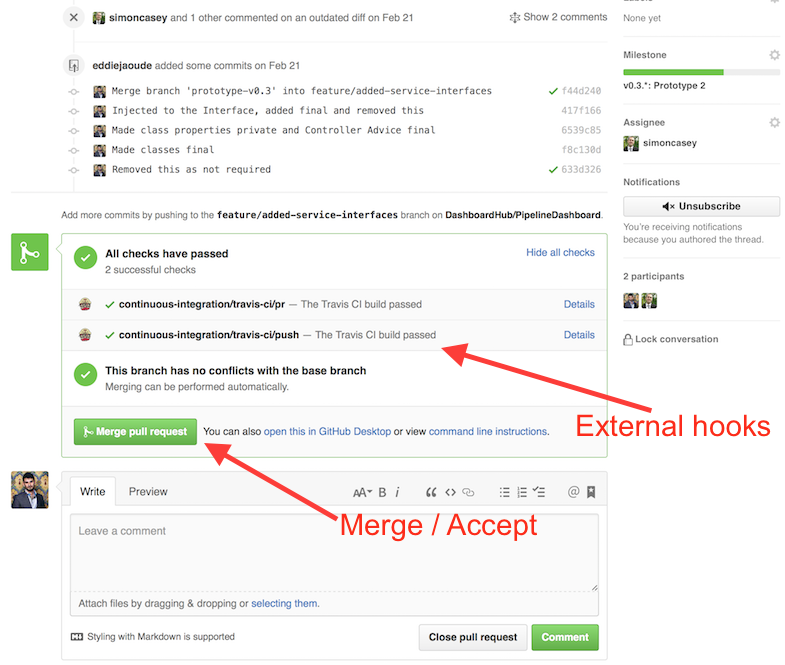 simoncasey and 1 other commented on an outdated diff on Feb 21
Show 2 comments
eddiejaoude added some commits on Feb 21
Merge branch 'prototype-v0.3' into feature/added-service-interfaces
f44d240
Injected to the Interface, added final and removed this
417f166
Made class properties private and Controller Advice final
6539c85
Made classes final
f8c130d
Removed this as not required
633d326
Add more commits by pushing to the feature/added-service-interfaces branch on DashboardHub/PipelineDashboard.
All checks have passed
Hide all checks
2 successful checks
continuous-integration/travis-ci/pr — The Travis CI build passed
Details
continuous-integration/travis-ci/push — The Travis CI build passed
Details
This branch has no conflicts with the base branch
Merging can be performed automatically.
External hooks
Merge pull request
You can also open this in GitHub Desktop or view command line instructions.
Merge / Accept
Write
Preview
AA
B
i
@
Leave a comment
Attach files by dragging & dropping or selecting them.
Styling with Markdown is supported
Close pull request
Comment
None yet
Milestone
v0.3.*: Prototype 2
Assignee
simoncasey
Notifications
Unsubscribe
You're receiving notifications
because you authored the thread.
2 participants
Lock conversation